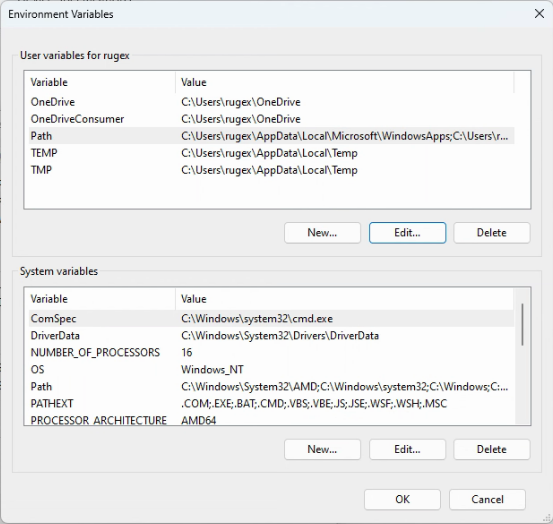 Environment Variables
User variables for rugex
Variable Value
OneDrive C:\Users\rugex\OneDrive
OneDriveConsumer C:\Users\rugex\OneDrive
Path C:\Users\rugex\AppData\Local\Microsoft\WindowsApps;C:\Users\r...
TEMP C:\Users\rugex\AppData\Local\Temp
TMP C:\Users\rugex\AppData\Local\Temp
New... Edit... Delete
System variables
Variable Value
ComSpec C:\Windows\system32\cmd.exe
DriverData C:\Windows\System32\Drivers\DriverData
NUMBER_OF_PROCESSORS 16
OS Windows_NT
Path C:\Windows\System32\AMD;C:\Windows\system32;C:\Windows;C:...
PATHEXT .COM;.EXE;.BAT;.CMD;.VBS;.VBE;.JS;.JSE;.WSF;.WSH;.MSC
PROCESSOR_ARCHITECTURE AMD64
New... Edit... Delete
OK Cancel